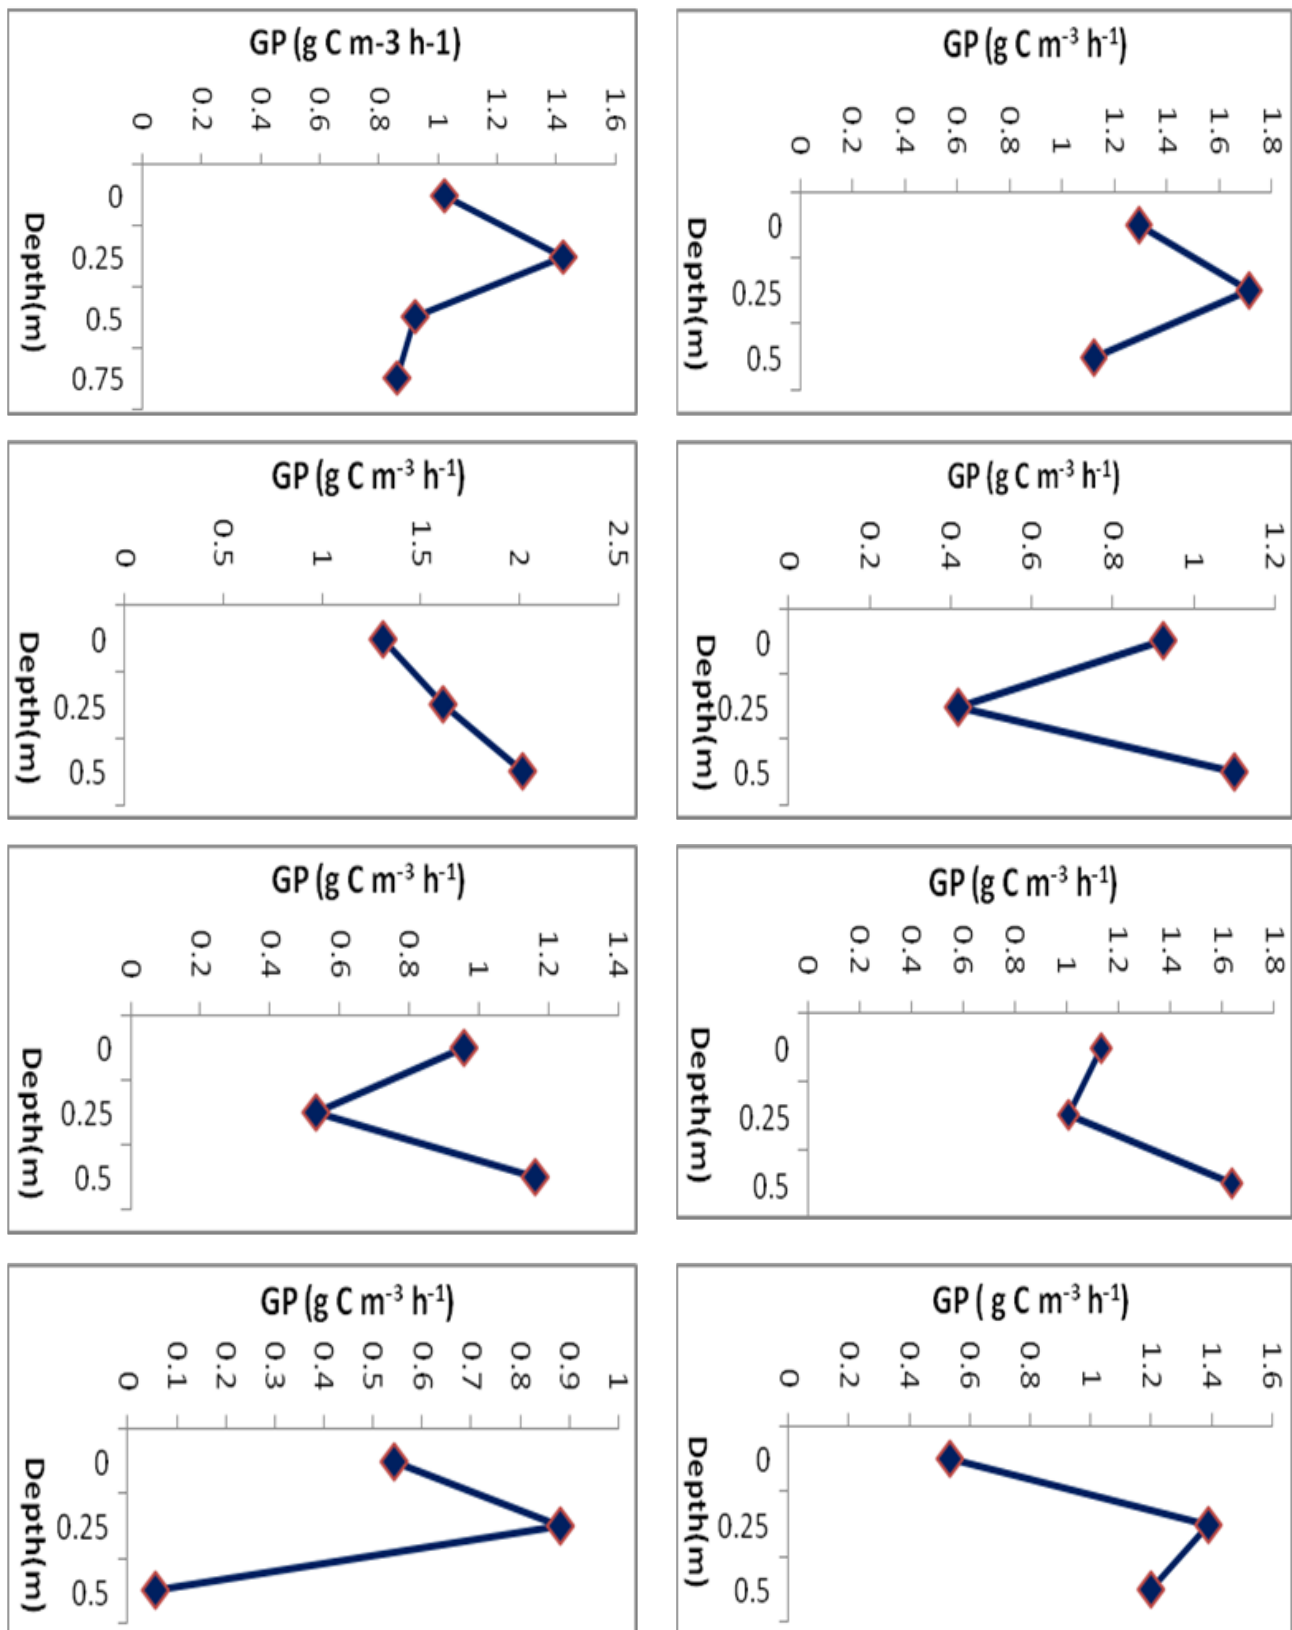 GP (g C m-3 h-1)
0 0.2 0.4 0.6 0.8 1 1.2 1.4 1.6
Depth(m)
0
0.25
0.5
0.75
GP (g C m⁻³ h⁻¹)
0 0.2 0.4 0.6 0.8 1 1.2 1.4 1.6 1.8
Depth(m)
0
0.25
0.5
GP (g C m⁻³ h⁻¹)
0 0.5 1 1.5 2 2.5
Depth(m)
0
0.25
0.5
GP (g C m⁻³ h⁻¹)
0 0.2 0.4 0.6 0.8 1 1.2
Depth(m)
0
0.25
0.5
GP (g C m⁻³ h⁻¹)
0 0.2 0.4 0.6 0.8 1 1.2 1.4
Depth(m)
0
0.25
0.5
GP (g C m⁻³ h⁻¹)
0 0.2 0.4 0.6 0.8 1 1.2 1.4 1.6 1.8
Depth(m)
0
0.25
0.5
GP (g C m⁻³ h⁻¹)
0 0.1 0.2 0.3 0.4 0.5 0.6 0.7 0.8 0.9 1
Depth(m)
0
0.25
0.5
GP ( g C m⁻³ h⁻¹)
0 0.2 0.4 0.6 0.8 1 1.2 1.4 1.6
Depth(m)
0
0.25
0.5